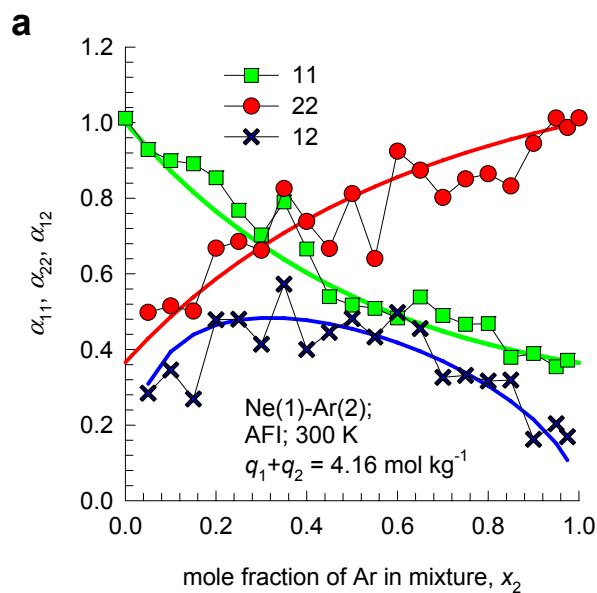 a
1.2
1.0
0.8
0.6
0.4
0.2
0.0
α11, α22, α12
11
22
12
Ne(1)-Ar(2);
AFI; 300 K
q1+q2 = 4.16 mol kg-1
0.0 0.2 0.4 0.6 0.8 1.0
mole fraction of Ar in mixture, x2